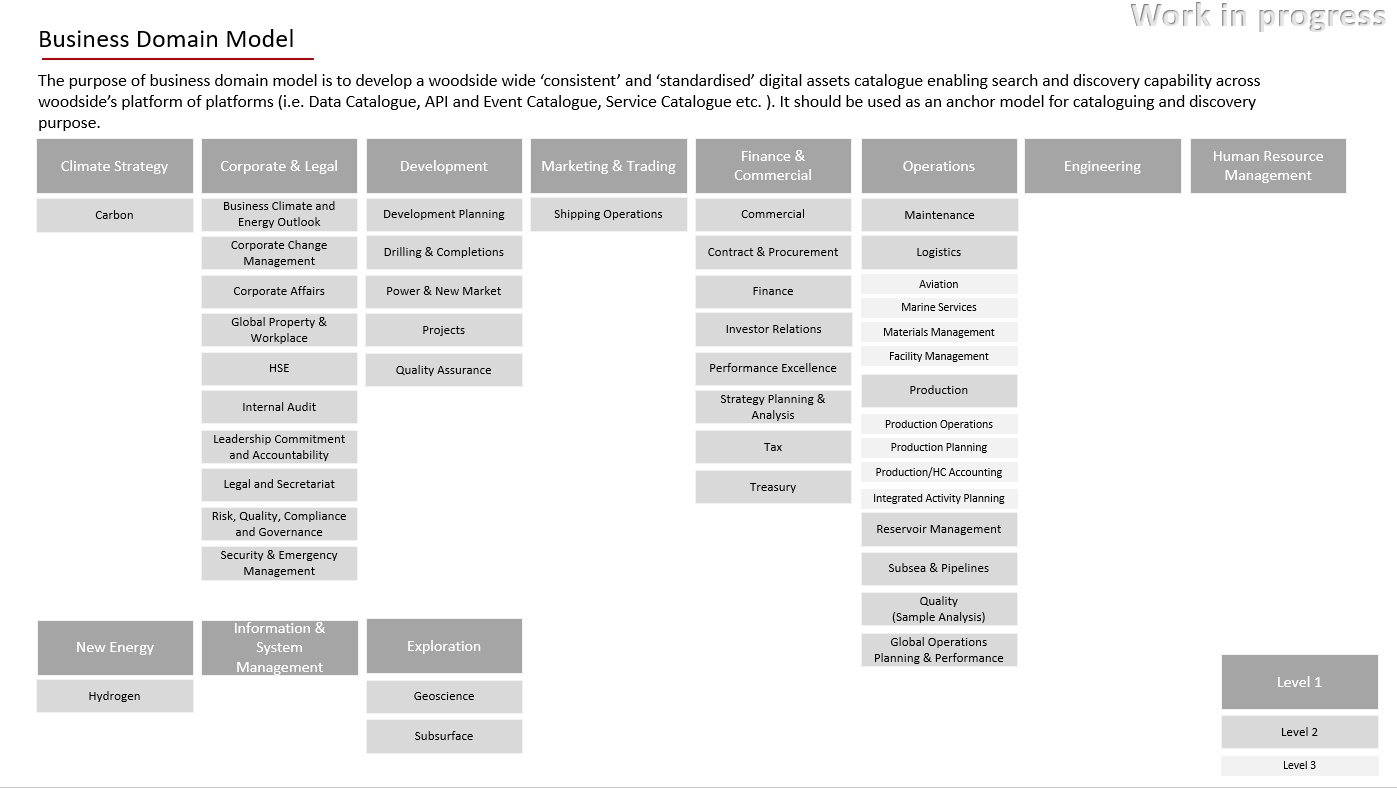 Work in progress
Business Domain Model
The purpose of business domain model is to develop a woodside wide ‘consistent’ and ‘standardised’ digital assets catalogue enabling search and discovery capability across
woodside’s platform of platforms (i.e. Data Catalogue, API and Event Catalogue, Service Catalogue etc. ). It should be used as an anchor model for cataloguing and discovery
purpose.
Climate Strategy
Carbon
Corporate & Legal
Business Climate and
Energy Outlook
Corporate Change
Management
Corporate Affairs
Global Property &
Workplace
HSE
Internal Audit
Leadership Commitment
and Accountability
Legal and Secretariat
Risk, Quality, Compliance
and Governance
Security & Emergency
Management
Development
Development Planning
Drilling & Completions
Power & New Market
Projects
Quality Assurance
Marketing & Trading
Shipping Operations
Finance &
Commercial
Commercial
Contract & Procurement
Finance
Investor Relations
Performance Excellence
Strategy Planning &
Analysis
Tax
Treasury
Operations
Maintenance
Logistics
Aviation
Marine Services
Materials Management
Facility Management
Production
Production Operations
Production Planning
Production/HC Accounting
Integrated Activity Planning
Reservoir Management
Subsea & Pipelines
Quality
(Sample Analysis)
Global Operations
Planning & Performance
Engineering
Human Resource
Management
New Energy
Hydrogen
Information &
System
Management
Exploration
Geoscience
Subsurface
Level 1
Level 2
Level 3